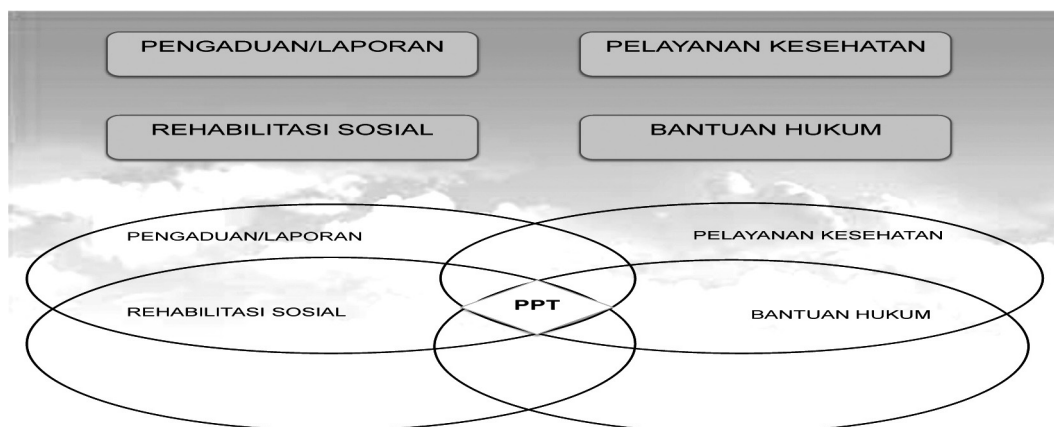 PENGADUAN/LAPORAN
PELAYANAN KESEHATAN
REHABILITASI SOSIAL
BANTUAN HUKUM
PENGADUAN/LAPORAN
PELAYANAN KESEHATAN
REHABILITASI SOSIAL
PPT
BANTUAN HUKUM